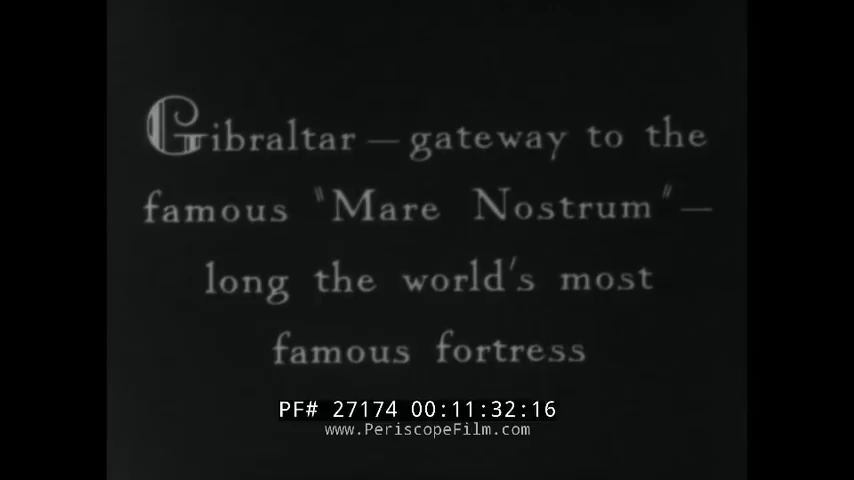 Gibraltar — gateway to the
famous "Mare Nostrum" —
long the world's most
famous fortress
PF# 27174 00:11:32:16
www.PeriscopeFilm.com